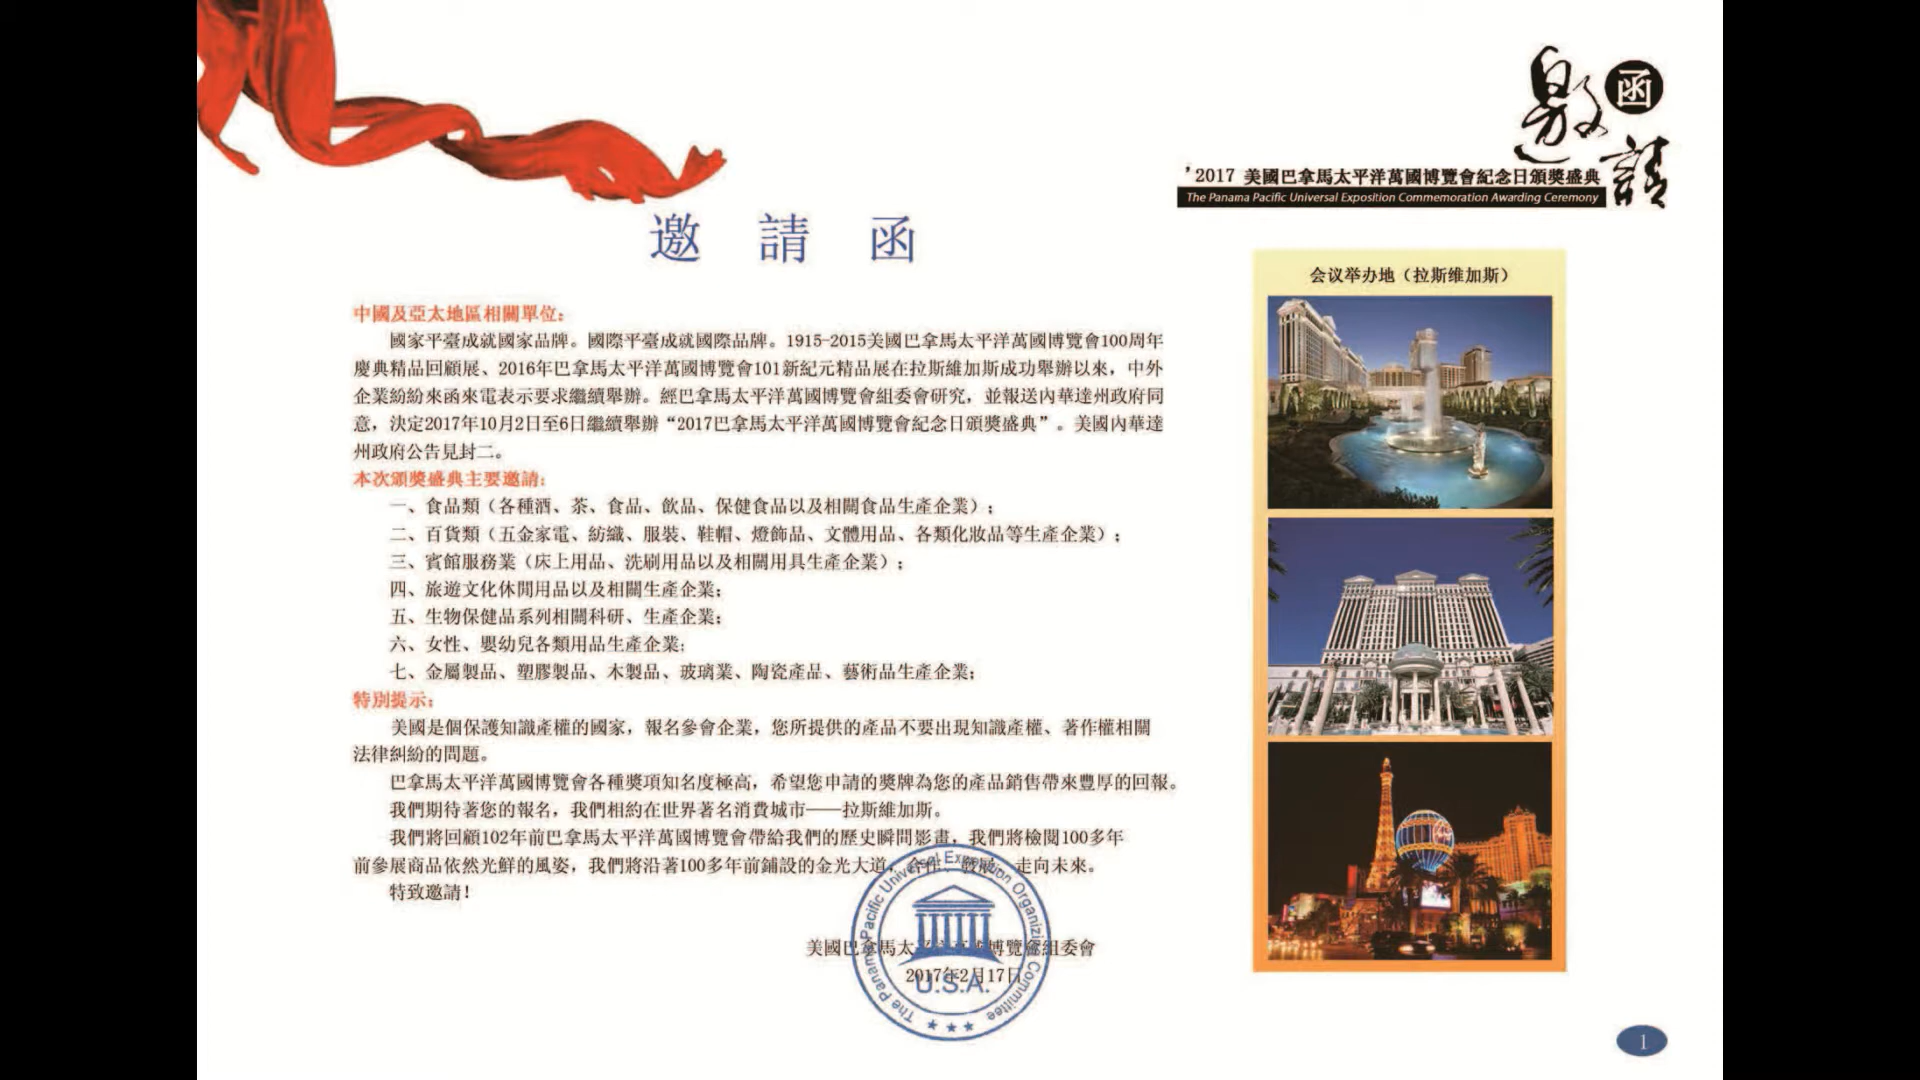 邀請函
'2017 美國巴拿馬太平洋萬國博覽會紀念日頒獎盛典
The Panama Pacific Universal Exposition Commemoration Awarding Ceremony
邀 請 函
中國及亞太地區相關單位:
國家平臺成就國家品牌。國際平臺成就國際品牌。1915-2015美國巴拿馬太平洋萬國博覽會100周年
慶典精品回顧展、2016年巴拿馬太平洋萬國博覽會101新紀元精品展在拉斯維加斯成功舉辦以來，中外
企業紛紛來函來電表示要求繼續舉辦。經巴拿馬太平洋萬國博覽會組委會研究，並報送內華達州政府同
意，決定2017年10月2日至6日繼續舉辦“2017巴拿馬太平洋萬國博覽會紀念日頒獎盛典”。美國內華達
州政府公告見封二。
本次頒獎盛典主要邀請:
一、食品類（各種酒、茶、食品、飲品、保健食品以及相關食品生產企業）;
二、百貨類（五金家電、紡織、服裝、鞋帽、燈飾品、文體用品、各類化妝品等生產企業）;
三、賓館服務業（床上用品、洗刷用品以及相關用具生產企業）;
四、旅遊文化休閒用品以及相關生產企業;
五、生物保健品系列相關科研、生產企業;
六、女性、嬰幼兒各類用品生產企業;
七、金屬製品、塑膠製品、木製品、玻璃業、陶瓷產品、藝術品生產企業;
特別提示:
美國是個保護知識產權的國家，報名參會企業，您所提供的產品不要出現知識產權、著作權相關
法律糾紛的問題。
巴拿馬太平洋萬國博覽會各種獎項知名度極高，希望您申請的獎牌為您的產品銷售帶來豐厚的回報。
我們期待著您的報名，我們相約在世界著名消費城市——拉斯維加斯。
我們將回顧102年前巴拿馬太平洋萬國博覽會帶給我們的歷史瞬間影畫，我們將檢閱100多年
前參展商品依然光鮮的風姿，我們將沿著100多年前鋪設的金光大道，合作、發展、走向未來。
特致邀請!
美國巴拿馬太平洋萬國博覽會組委會
2017年2月17日
The Panama Pacific Universal Exposition Organizing Committee
U.S.A.
会议举办地（拉斯维加斯）
1